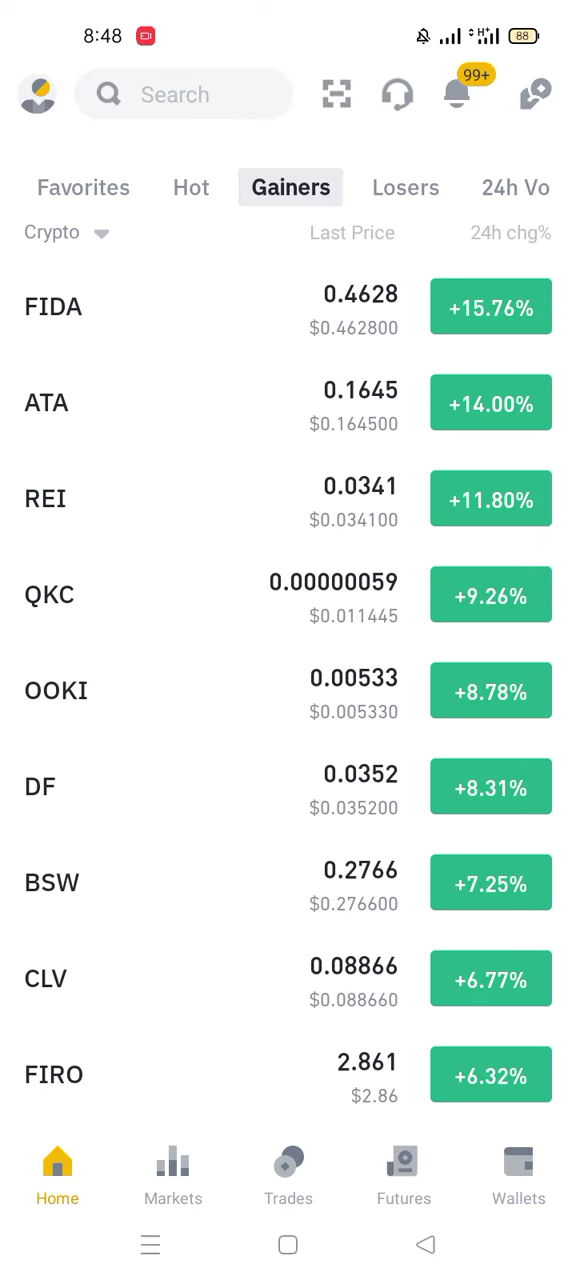 8:48 H+ 88
Search 99+
Favorites Hot Gainers Losers 24h Vo
Crypto Last Price 24h chg%
FIDA 0.4628 +15.76%
$0.462800
ATA 0.1645 +14.00%
$0.164500
REI 0.0341 +11.80%
$0.034100
QKC 0.00000059 +9.26%
$0.011445
OOKI 0.00533 +8.78%
$0.005330
DF 0.0352 +8.31%
$0.035200
BSW 0.2766 +7.25%
$0.276600
CLV 0.08866 +6.77%
$0.088660
FIRO 2.861 +6.32%
$2.86
Home Markets Trades Futures Wallets